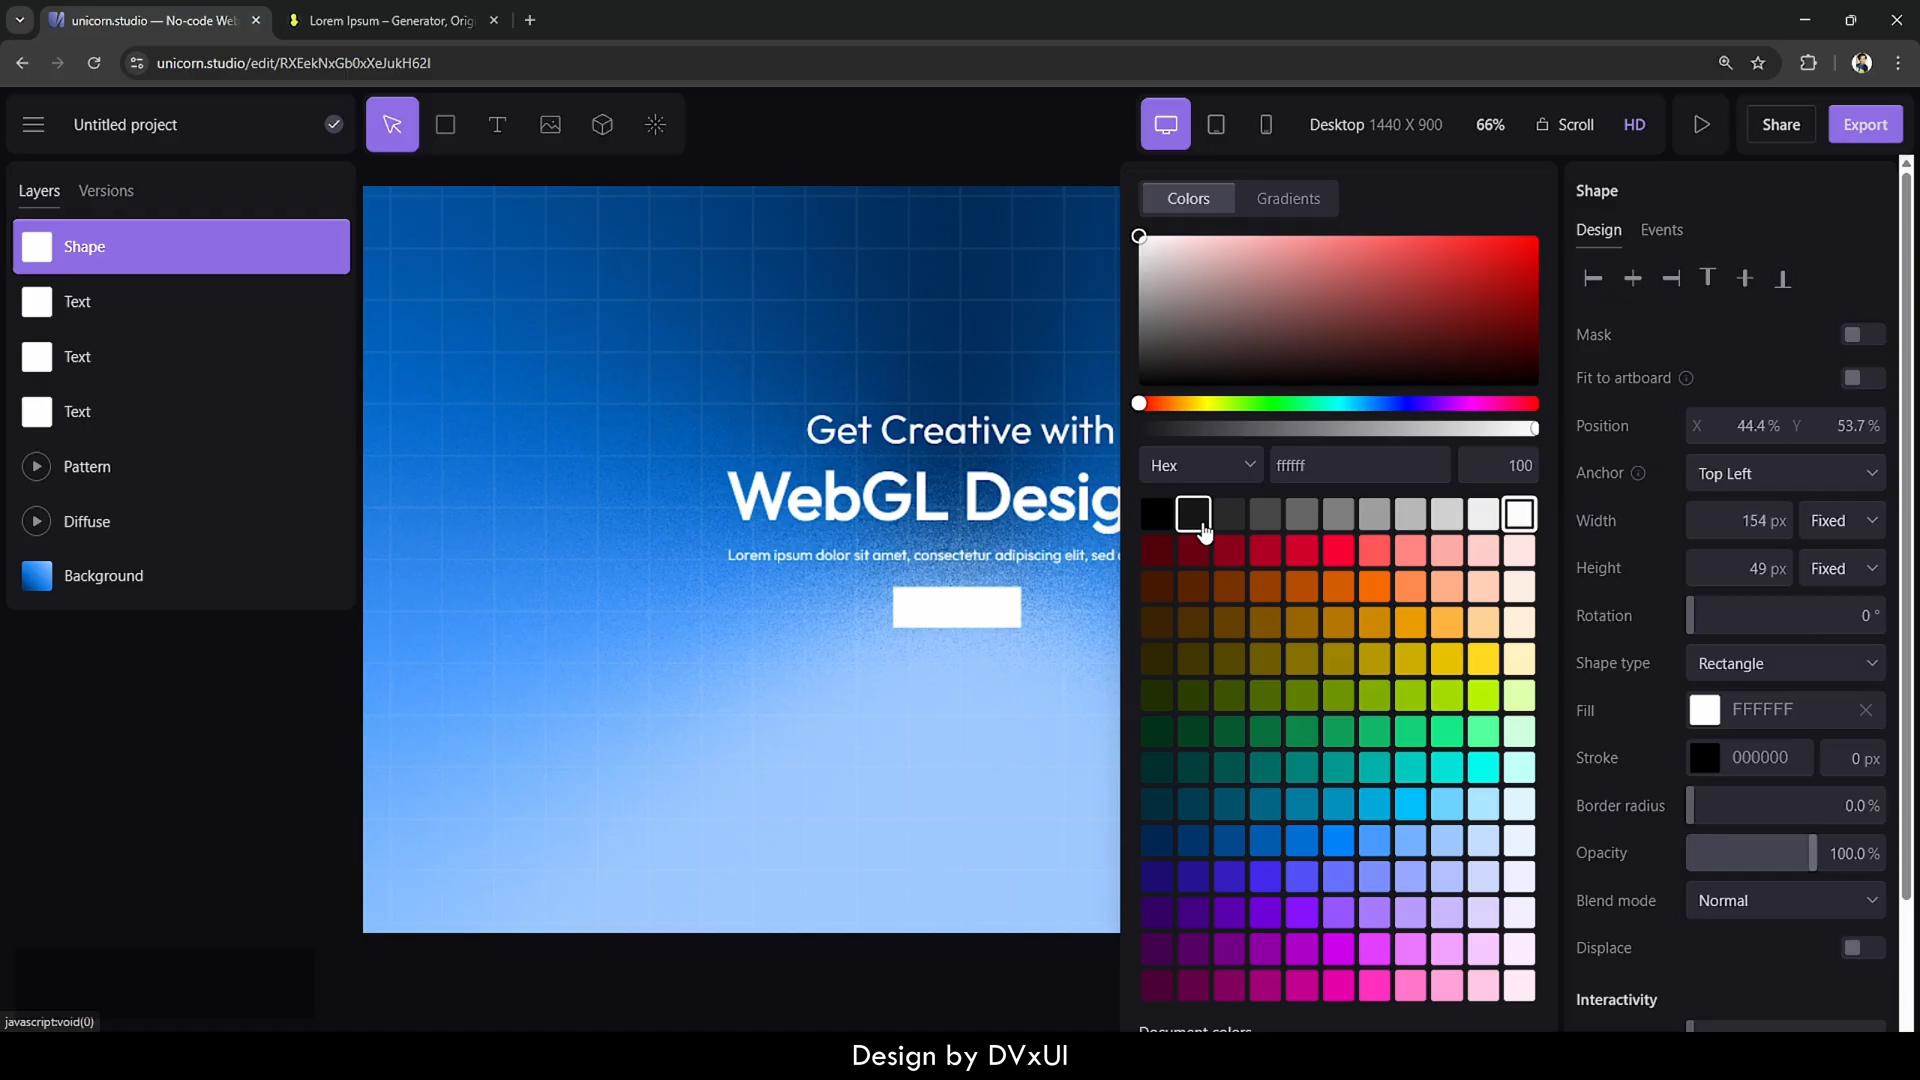 unicorn.studio — No-code Web
Lorem Ipsum – Generator, Orig
unicorn.studio/edit/RXEekNxGb0xXeJukH62I
Untitled project
Desktop 1440 X 900
66%
Scroll
HD
Share
Export
Layers
Versions
Shape
Text
Text
Text
Pattern
Diffuse
Background
Get Creative with
WebGL Desig
Lorem ipsum dolor sit amet, consectetur adipiscing elit, sed
Colors
Gradients
Hex
ffffff
100
Shape
Design
Events
Mask
Fit to artboard
Position
X 44.4 % Y 53.7 %
Anchor
Top Left
Width
154 px
Fixed
Height
49 px
Fixed
Rotation
0 °
Shape type
Rectangle
Fill
FFFFFF
Stroke
000000
0 px
Border radius
0.0 %
Opacity
100.0 %
Blend mode
Normal
Displace
Interactivity
Document colors
javascript:void(0)
Design by DVxUI